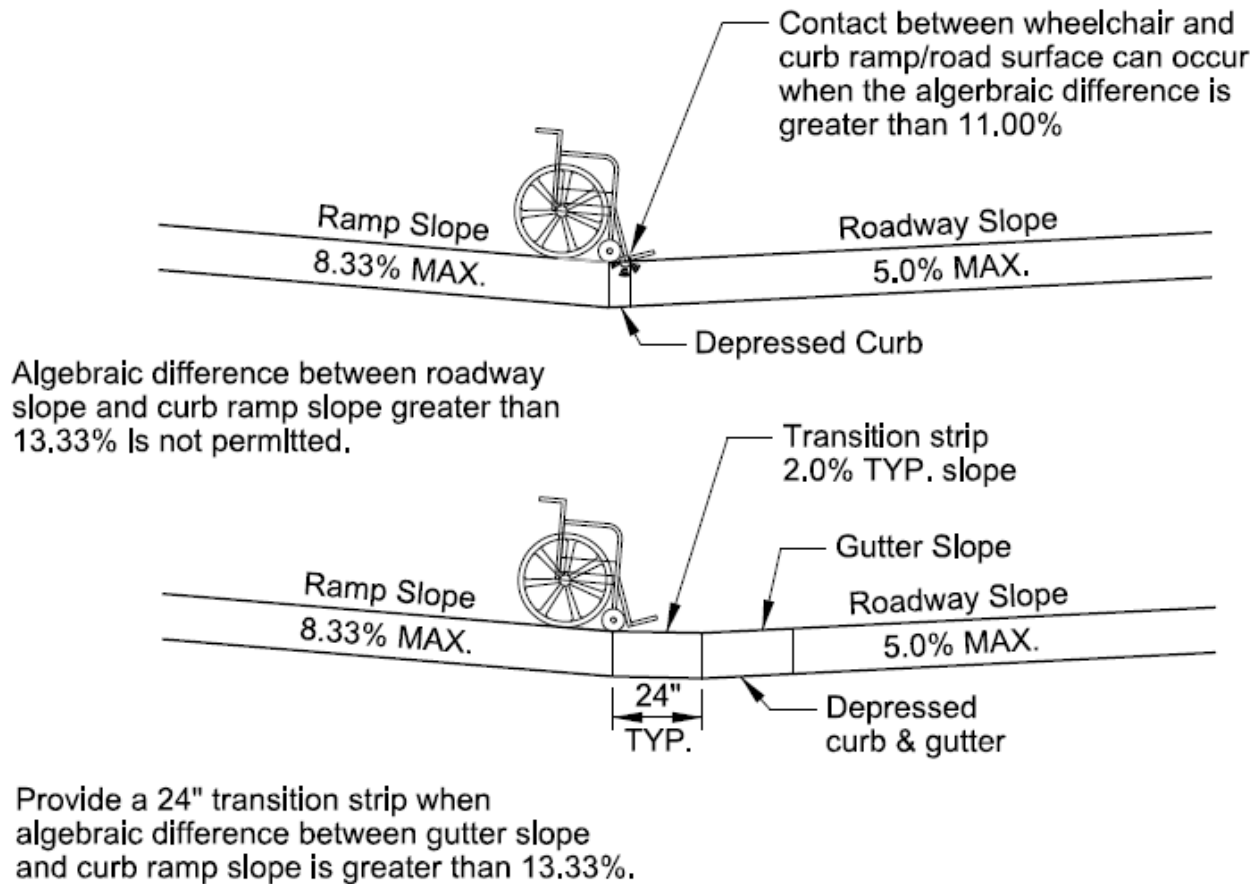 Contact between wheelchair and
curb ramp/road surface can occur
when the algerbraic difference is
greater than 11.00%
Ramp Slope
8.33% MAX.
Roadway Slope
5.0% MAX.
Depressed Curb
Algebraic difference between roadway
slope and curb ramp slope greater than
13.33% is not permitted.
Transition strip
2.0% TYP. slope
Gutter Slope
Ramp Slope
8.33% MAX.
Roadway Slope
5.0% MAX.
24"
TYP.
Depressed
curb & gutter
Provide a 24" transition strip when
algebraic difference between gutter slope
and curb ramp slope is greater than 13.33%.